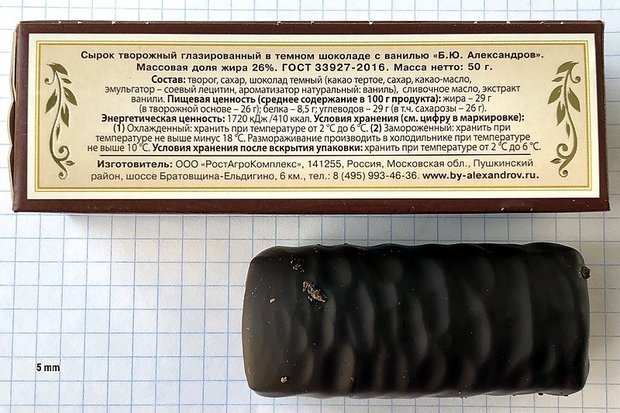 Сырок творожный глазированный в темном шоколаде с ванилью «Б.Ю. Александров».
Массовая доля жира 26%. ГОСТ 33927-2016. Масса нетто: 50 г.
Состав: творог, сахар, шоколад темный (какао тертое, сахар, какао-масло,
эмульгатор – соевый лецитин, ароматизатор натуральный: ваниль), сливочное масло, экстракт
ванили. Пищевая ценность (среднее содержание в 100 г продукта): жира – 29 г
(в творожной основе – 26 г); белка – 8,5 г; углеводов – 29 г (в т.ч. сахарозы – 26 г).
Энергетическая ценность: 1720 кДж /410 ккал. Условия хранения (см. цифру в маркировке):
(1) Охлажденный: хранить при температуре от 2 °С до 6 °С. (2) Замороженный: хранить при
температуре не выше минус 18 °С. Размораживание производить в холодильнике при температуре
не выше 10 °С. Условия хранения после вскрытия упаковки: хранить при температуре от 2 °С до 6 °С.
Изготовитель: ООО «РостАгроКомплекс», 141255, Россия, Московская обл., Пушкинский
район, шоссе Братовщина-Ельдигино, 6 км., тел.: 8 (495) 993-46-36. www.by-alexandrov.ru.
5 mm